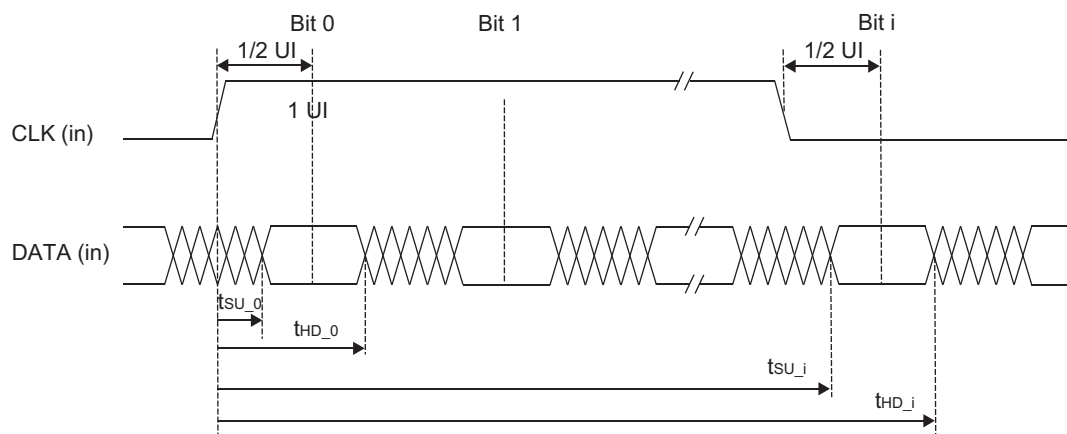 Bit 0 Bit 1 Bit i
1/2 UI 1/2 UI
1 UI
CLK (in)
DATA (in)
tSU_0
tHD_0
tSU_i
tHD_i